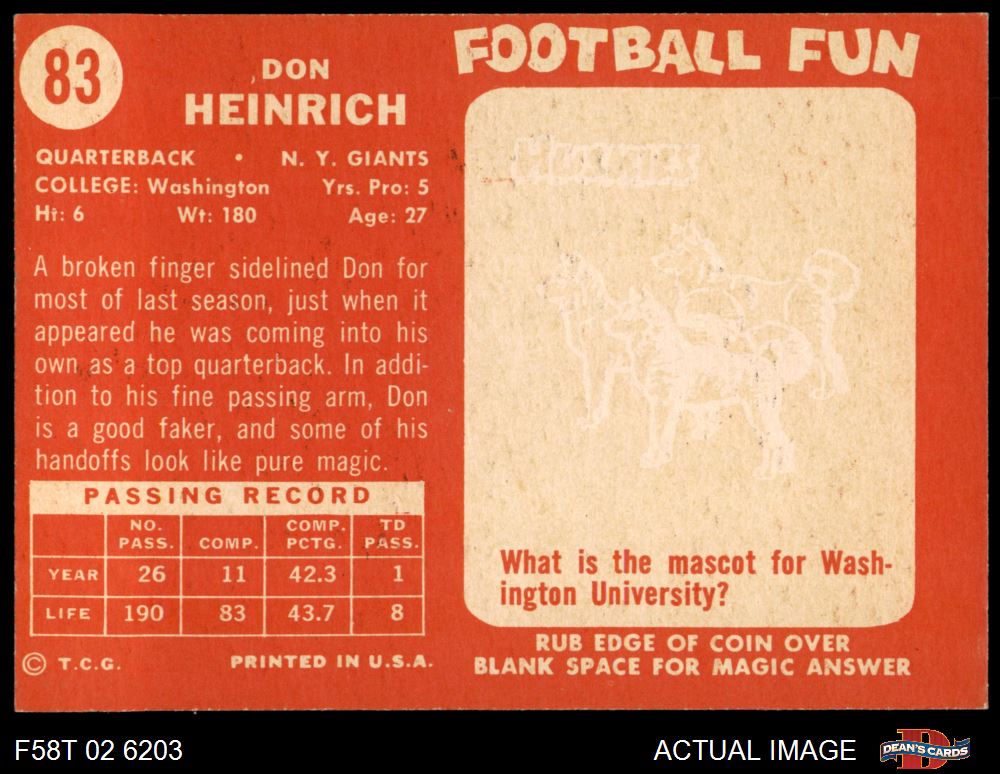 83
DON
HEINRICH
QUARTERBACK • N. Y. GIANTS
COLLEGE: Washington Yrs. Pro: 5
Ht: 6 Wt: 180 Age: 27
A broken finger sidelined Don for
most of last season, just when it
appeared he was coming into his
own as a top quarterback. In addi-
tion to his fine passing arm, Don
is a good faker, and some of his
handoffs look like pure magic.
PASSING RECORD
NO. PASS. COMP. COMP. PCTG. TD PASS.
YEAR 26 11 42.3 1
LIFE 190 83 43.7 8
© T.C.G. PRINTED IN U.S.A.
FOOTBALL FUN
HUSKIES
What is the mascot for Wash-
ington University?
RUB EDGE OF COIN OVER
BLANK SPACE FOR MAGIC ANSWER
F58T 02 6203 ACTUAL IMAGE
DEAN'S CARDS